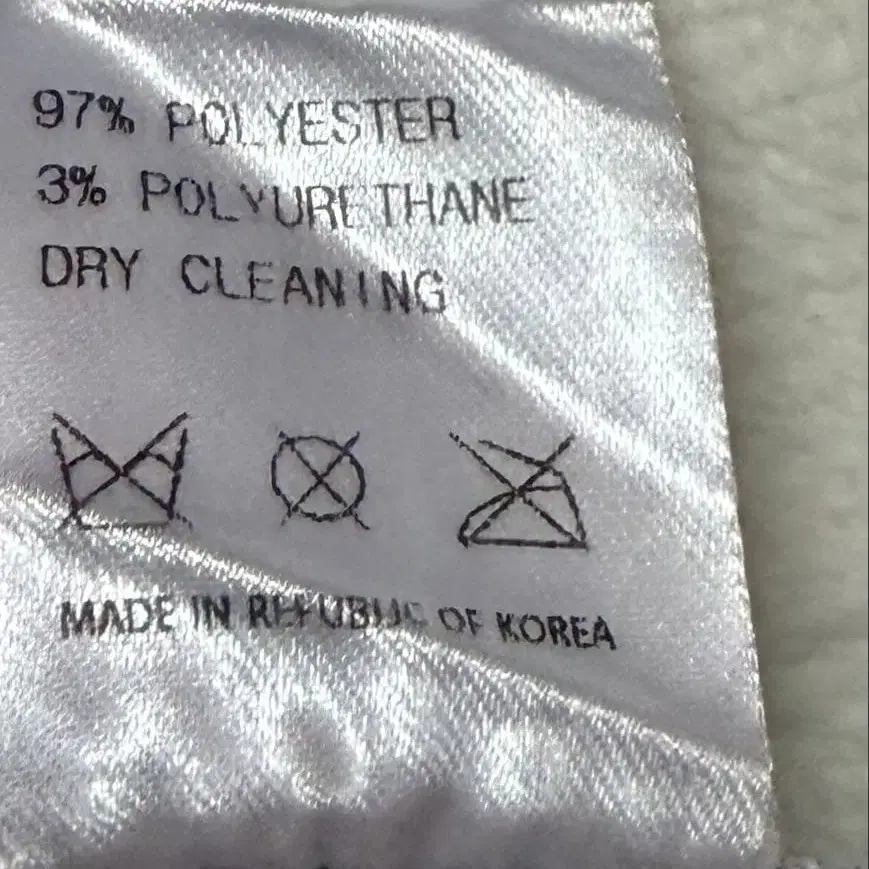 97% POLYESTER
3% POLYURETHANE
DRY CLEANING
MADE IN REPUBLIC OF KOREA